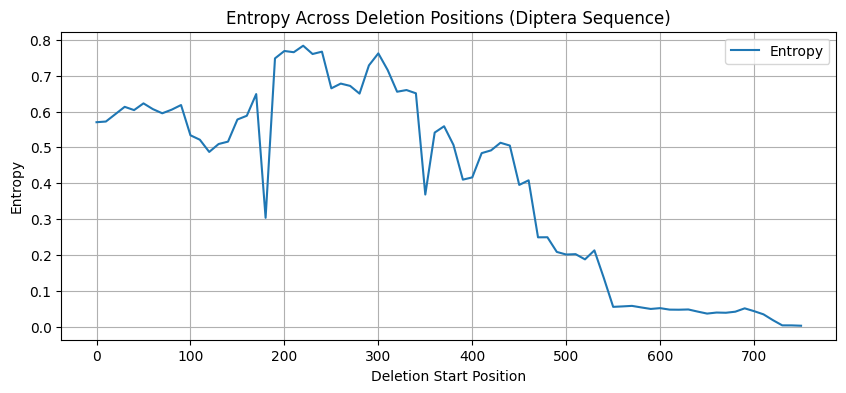 Entropy Across Deletion Positions (Diptera Sequence)
Entropy
0.8
0.7
0.6
0.5
0.4
0.3
0.2
0.1
0.0
Entropy
0 100 200 300 400 500 600 700
Deletion Start Position